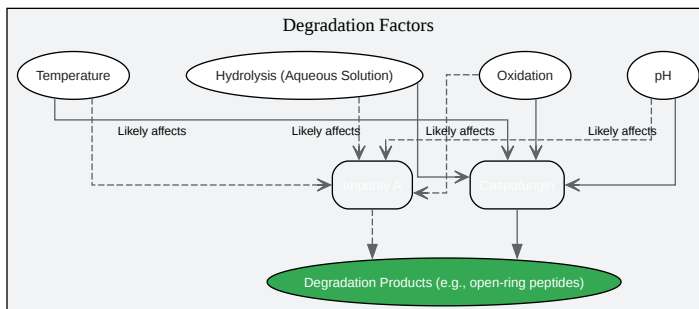 Degradation Factors
Temperature
Hydrolysis (Aqueous Solution)
Oxidation
pH
Likely affects
Likely affects
Likely affects
Likely affects
Impurity A
Caspofungin
Degradation Products (e.g., open-ring peptides)